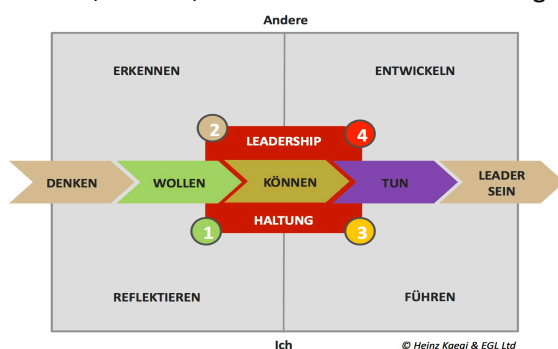 Andere
ERKENNEN
ENTWICKELN
2
4
LEADERSHIP
DENKEN
WOLLEN
KÖNNEN
TUN
LEADER
SEIN
HALTUNG
1
3
REFLEKTIEREN
FÜHREN
Ich
© Heinz Kaegi & EGL Ltd